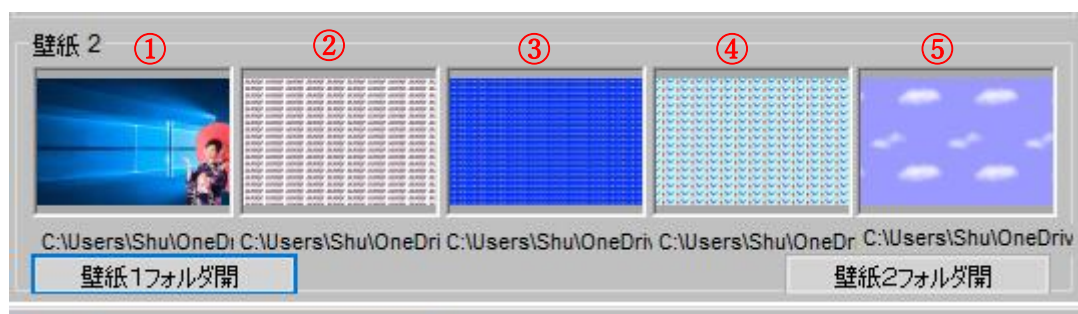 壁紙 2
① ② ③ ④ ⑤
C:\Users\Shu\OneDri C:\Users\Shu\OneDri C:\Users\Shu\OneDriv C:\Users\Shu\OneDr C:\Users\Shu\OneDriv
壁紙1フォルダ開 壁紙2フォルダ開